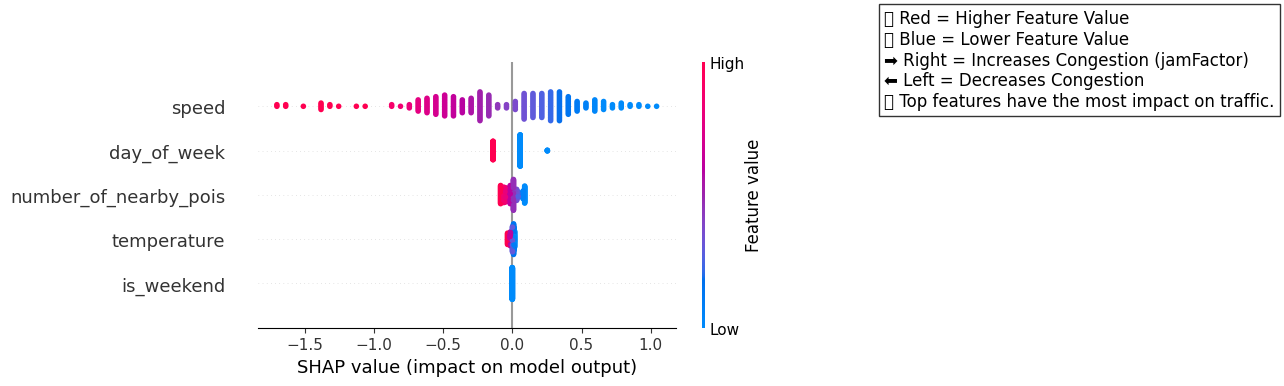 ▯ Red = Higher Feature Value
▯ Blue = Lower Feature Value
➡ Right = Increases Congestion (jamFactor)
⬅ Left = Decreases Congestion
▯ Top features have the most impact on traffic.
High
speed
day_of_week
number_of_nearby_pois
temperature
is_weekend
Feature value
Low
−1.5 −1.0 −0.5 0.0 0.5 1.0
SHAP value (impact on model output)